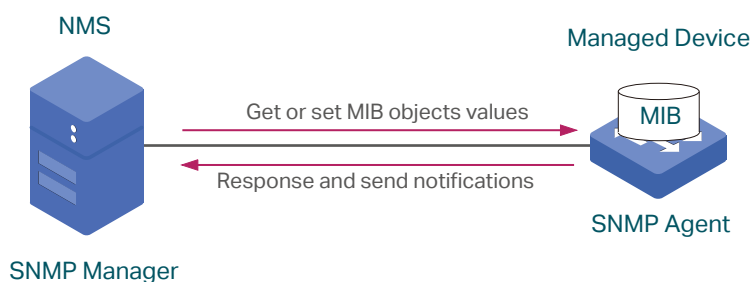 NMS
Managed Device
Get or set MIB objects values
MIB
Response and send notifications
SNMP Agent
SNMP Manager